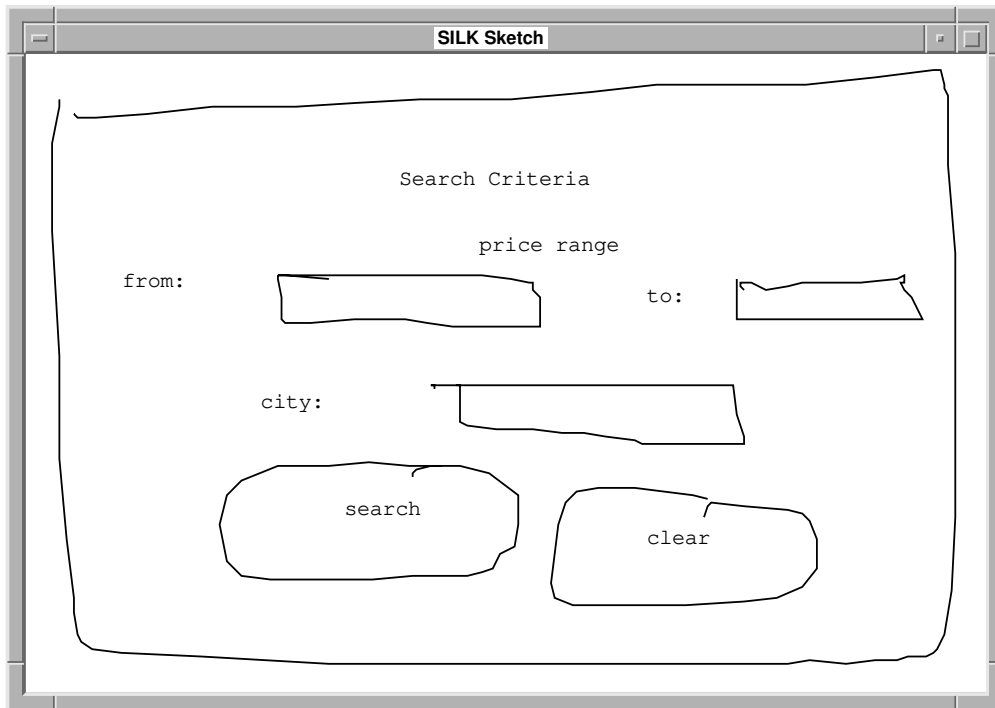 SILK Sketch
Search Criteria
price range
from:
to:
city:
search
clear